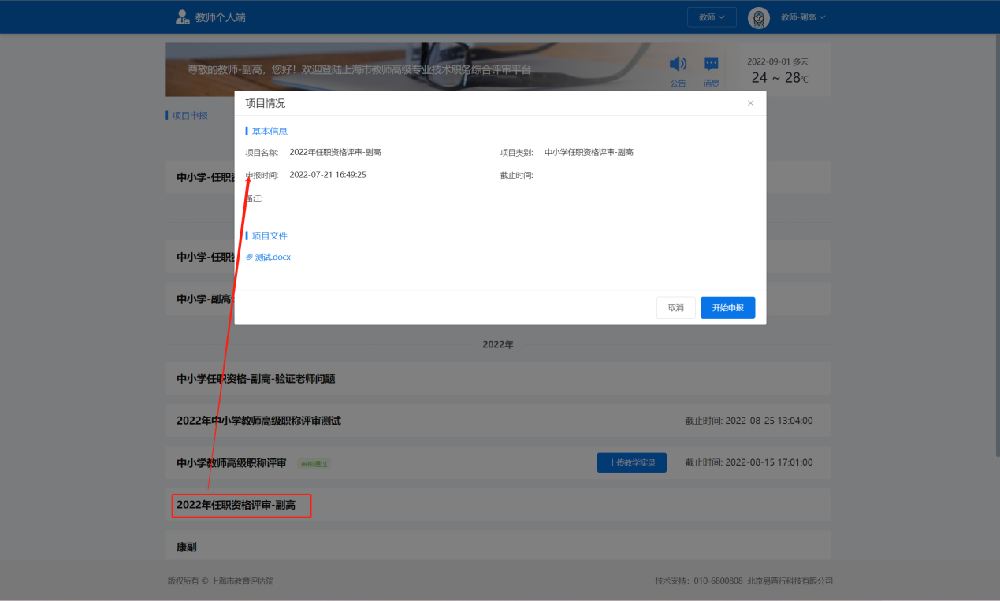 教师个人端
教师
教师-副高
尊敬的教师-副高，您好！欢迎登陆上海市教师高级专业技术职务综合评审平台
公告
消息
2022-09-01 多云
24 ~ 28℃
项目申报
项目情况
基本信息
项目名称: 2022年任职资格评审-副高 项目类别: 中小学任职资格评审-副高
申报时间: 2022-07-21 16:49:25 截止时间:
备注:
项目文件
测试.docx
取消 开始申报
中小学-任职
中小学-任职
中小学-副高
2022年
中小学任职资格-副高-验证老师问题
2022年中小学教师高级职称评审测试 截止时间: 2022-08-25 13:04:00
中小学教师高级职称评审 审核通过 上传教学实录 截止时间: 2022-08-15 17:01:00
2022年任职资格评审-副高
康副
版权所有 © 上海市教育评估院 技术支持：010-6800808 北京易普行科技有限公司